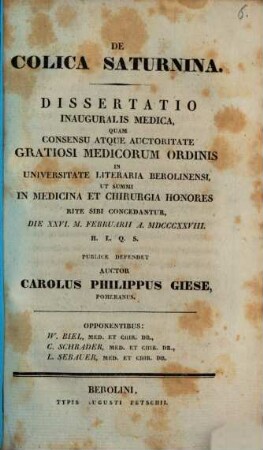 6.
DE
COLICA SATURNINA.
DISSERTATIO
INAUGURALIS MEDICA,
QUAM
CONSENSU ATQUE AUCTORITATE
GRATIOSI MEDICORUM ORDINIS
IN
UNIVERSITATE LITERARIA BEROLINENSI,
UT SUMMI
IN MEDICINA ET CHIRURGIA HONORES
RITE SIBI CONCEDANTUR,
DIE XXVI. M. FEBRUARII A. MDCCCXXVIII.
H. L. Q. S.
PUBLICE DEFENDET
AUCTOR
CAROLUS PHILIPPUS GIESE,
POMERANUS.
OPPONENTIBUS:
W. BIEL, MED. ET CHIR. DR.,
C. SCHRADER, MED. ET CHIR. DR.,
L. SEBAUER, MED. ET CHIR. DR.
BEROLINI,
TYPIS AUGUSTI PETSCHII.